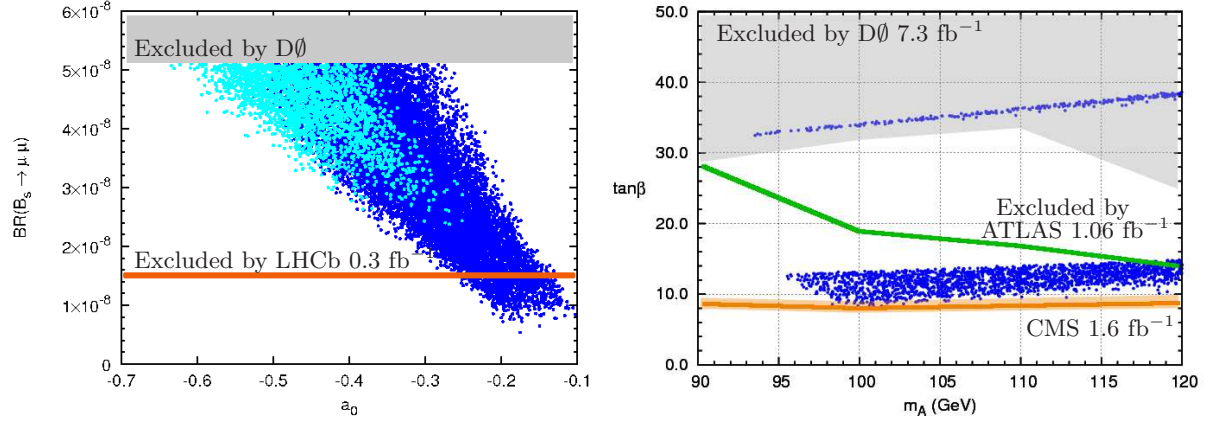 6×10⁻⁸
5×10⁻⁸
4×10⁻⁸
3×10⁻⁸
2×10⁻⁸
1×10⁻⁸
0
BR(Bₛ → μ μ)
Excluded by DØ
Excluded by LHCb 0.3 fb⁻¹
-0.7 -0.6 -0.5 -0.4 -0.3 -0.2 -0.1
a₀
50.0
40.0
30.0
20.0
10.0
0.0
tanβ
Excluded by DØ 7.3 fb⁻¹
Excluded by
ATLAS 1.06 fb⁻¹
CMS 1.6 fb⁻¹
90 95 100 105 110 115 120
m_A (GeV)